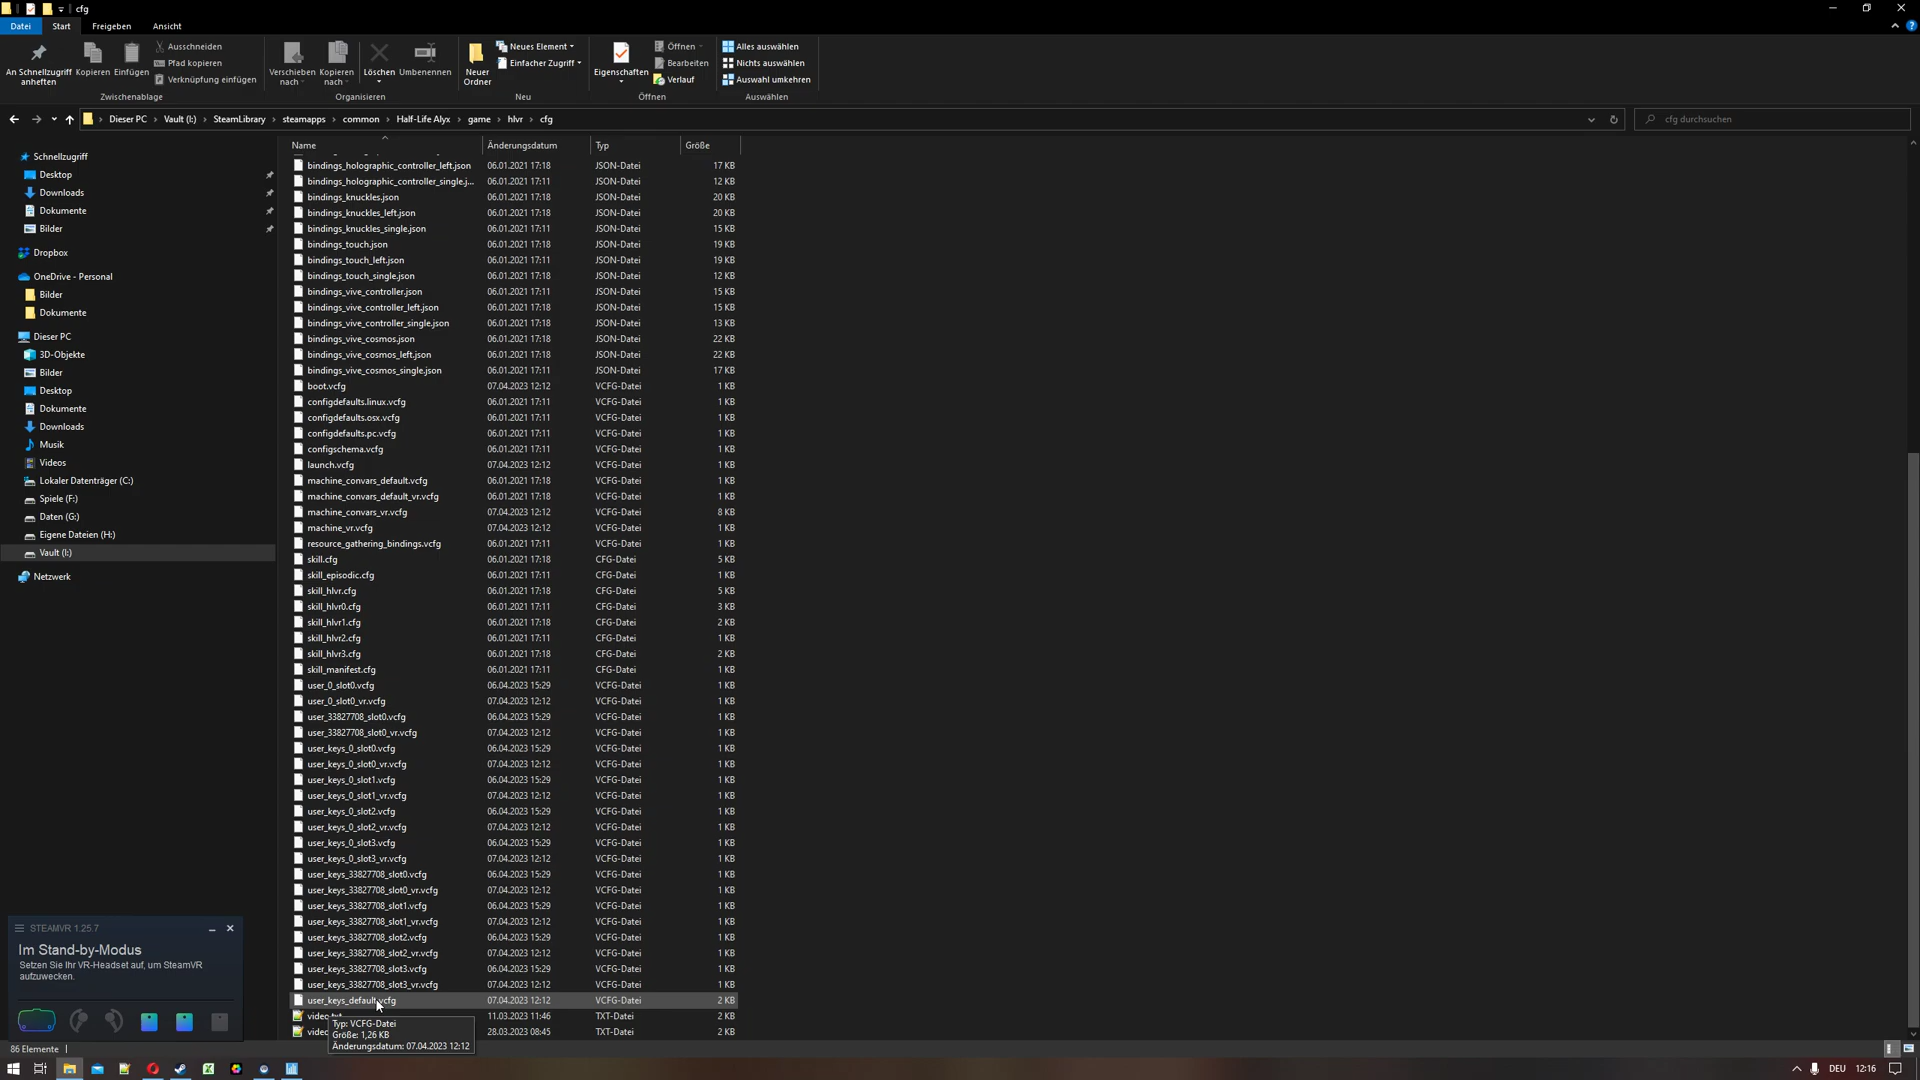 cfg
Datei Start Freigeben Ansicht
An Schnellzugriff anheften
Kopieren
Einfügen
Ausschneiden
Pfad kopieren
Verknüpfung einfügen
Zwischenablage
Verschieben nach
Kopieren nach
Löschen
Umbenennen
Organisieren
Neuer Ordner
Neues Element
Einfacher Zugriff
Neu
Eigenschaften
Öffnen
Bearbeiten
Verlauf
Öffnen
Alles auswählen
Nichts auswählen
Auswahl umkehren
Auswählen
Dieser PC Vault (I:) SteamLibrary steamapps common Half-Life Alyx game hlvr cfg
cfg durchsuchen
Schnellzugriff
Desktop
Downloads
Dokumente
Bilder
Dropbox
OneDrive - Personal
Bilder
Dokumente
Dieser PC
3D-Objekte
Bilder
Desktop
Dokumente
Downloads
Musik
Videos
Lokaler Datenträger (C:)
Spiele (F:)
Daten (G:)
Eigene Dateien (H:)
Vault (I:)
Netzwerk
Name Änderungsdatum Typ Größe
bindings_holographic_controller_left.json 06.01.2021 17:18 JSON-Datei 17 KB
bindings_holographic_controller_single.j... 06.01.2021 17:11 JSON-Datei 12 KB
bindings_knuckles.json 06.01.2021 17:18 JSON-Datei 20 KB
bindings_knuckles_left.json 06.01.2021 17:18 JSON-Datei 20 KB
bindings_knuckles_single.json 06.01.2021 17:11 JSON-Datei 15 KB
bindings_touch.json 06.01.2021 17:18 JSON-Datei 19 KB
bindings_touch_left.json 06.01.2021 17:11 JSON-Datei 19 KB
bindings_touch_single.json 06.01.2021 17:18 JSON-Datei 12 KB
bindings_vive_controller.json 06.01.2021 17:11 JSON-Datei 15 KB
bindings_vive_controller_left.json 06.01.2021 17:18 JSON-Datei 15 KB
bindings_vive_controller_single.json 06.01.2021 17:18 JSON-Datei 13 KB
bindings_vive_cosmos.json 06.01.2021 17:18 JSON-Datei 22 KB
bindings_vive_cosmos_left.json 06.01.2021 17:18 JSON-Datei 22 KB
bindings_vive_cosmos_single.json 06.01.2021 17:11 JSON-Datei 17 KB
boot.vcfg 07.04.2023 12:12 VCFG-Datei 1 KB
configdefaults.linux.vcfg 06.01.2021 17:11 VCFG-Datei 1 KB
configdefaults.osx.vcfg 06.01.2021 17:11 VCFG-Datei 1 KB
configdefaults.pc.vcfg 06.01.2021 17:11 VCFG-Datei 1 KB
configschema.vcfg 06.01.2021 17:11 VCFG-Datei 1 KB
launch.vcfg 07.04.2023 12:12 VCFG-Datei 1 KB
machine_convars_default.vcfg 06.01.2021 17:18 VCFG-Datei 1 KB
machine_convars_default_vr.vcfg 06.01.2021 17:18 VCFG-Datei 1 KB
machine_convars_vr.vcfg 07.04.2023 12:12 VCFG-Datei 8 KB
machine_vr.vcfg 07.04.2023 12:12 VCFG-Datei 1 KB
resource_gathering_bindings.vcfg 06.01.2021 17:11 VCFG-Datei 1 KB
skill.cfg 06.01.2021 17:18 CFG-Datei 5 KB
skill_episodic.cfg 06.01.2021 17:11 CFG-Datei 1 KB
skill_hlvr.cfg 06.01.2021 17:18 CFG-Datei 5 KB
skill_hlvr0.cfg 06.01.2021 17:11 CFG-Datei 3 KB
skill_hlvr1.cfg 06.01.2021 17:18 CFG-Datei 2 KB
skill_hlvr2.cfg 06.01.2021 17:11 CFG-Datei 1 KB
skill_hlvr3.cfg 06.01.2021 17:18 CFG-Datei 2 KB
skill_manifest.cfg 06.01.2021 17:11 CFG-Datei 1 KB
user_0_slot0.vcfg 06.04.2023 15:29 VCFG-Datei 1 KB
user_0_slot0_vr.vcfg 07.04.2023 12:12 VCFG-Datei 1 KB
user_33827708_slot0.vcfg 06.04.2023 15:29 VCFG-Datei 1 KB
user_33827708_slot0_vr.vcfg 07.04.2023 12:12 VCFG-Datei 1 KB
user_keys_0_slot0.vcfg 06.04.2023 15:29 VCFG-Datei 1 KB
user_keys_0_slot0_vr.vcfg 07.04.2023 12:12 VCFG-Datei 1 KB
user_keys_0_slot1.vcfg 06.04.2023 15:29 VCFG-Datei 1 KB
user_keys_0_slot1_vr.vcfg 07.04.2023 12:12 VCFG-Datei 1 KB
user_keys_0_slot2.vcfg 06.04.2023 15:29 VCFG-Datei 1 KB
user_keys_0_slot2_vr.vcfg 07.04.2023 12:12 VCFG-Datei 1 KB
user_keys_0_slot3.vcfg 06.04.2023 15:29 VCFG-Datei 1 KB
user_keys_0_slot3_vr.vcfg 07.04.2023 12:12 VCFG-Datei 1 KB
user_keys_33827708_slot0.vcfg 06.04.2023 15:29 VCFG-Datei 1 KB
user_keys_33827708_slot0_vr.vcfg 07.04.2023 12:12 VCFG-Datei 1 KB
user_keys_33827708_slot1.vcfg 06.04.2023 15:29 VCFG-Datei 1 KB
user_keys_33827708_slot1_vr.vcfg 07.04.2023 12:12 VCFG-Datei 1 KB
user_keys_33827708_slot2.vcfg 06.04.2023 15:29 VCFG-Datei 1 KB
user_keys_33827708_slot2_vr.vcfg 07.04.2023 12:12 VCFG-Datei 1 KB
user_keys_33827708_slot3.vcfg 06.04.2023 15:29 VCFG-Datei 1 KB
user_keys_33827708_slot3_vr.vcfg 07.04.2023 12:12 VCFG-Datei 1 KB
user_keys_default.vcfg 07.04.2023 12:12 VCFG-Datei 2 KB
video.txt 11.03.2023 11:46 TXT-Datei 2 KB
video 28.03.2023 08:45 TXT-Datei 2 KB
Typ: VCFG-Datei
Größe: 1,26 KB
Änderungsdatum: 07.04.2023 12:12
STEAMVR 1.25.7
Im Stand-by-Modus
Setzen Sie Ihr VR-Headset auf, um SteamVR
aufzuwecken.
86 Elemente
DEU 12:16